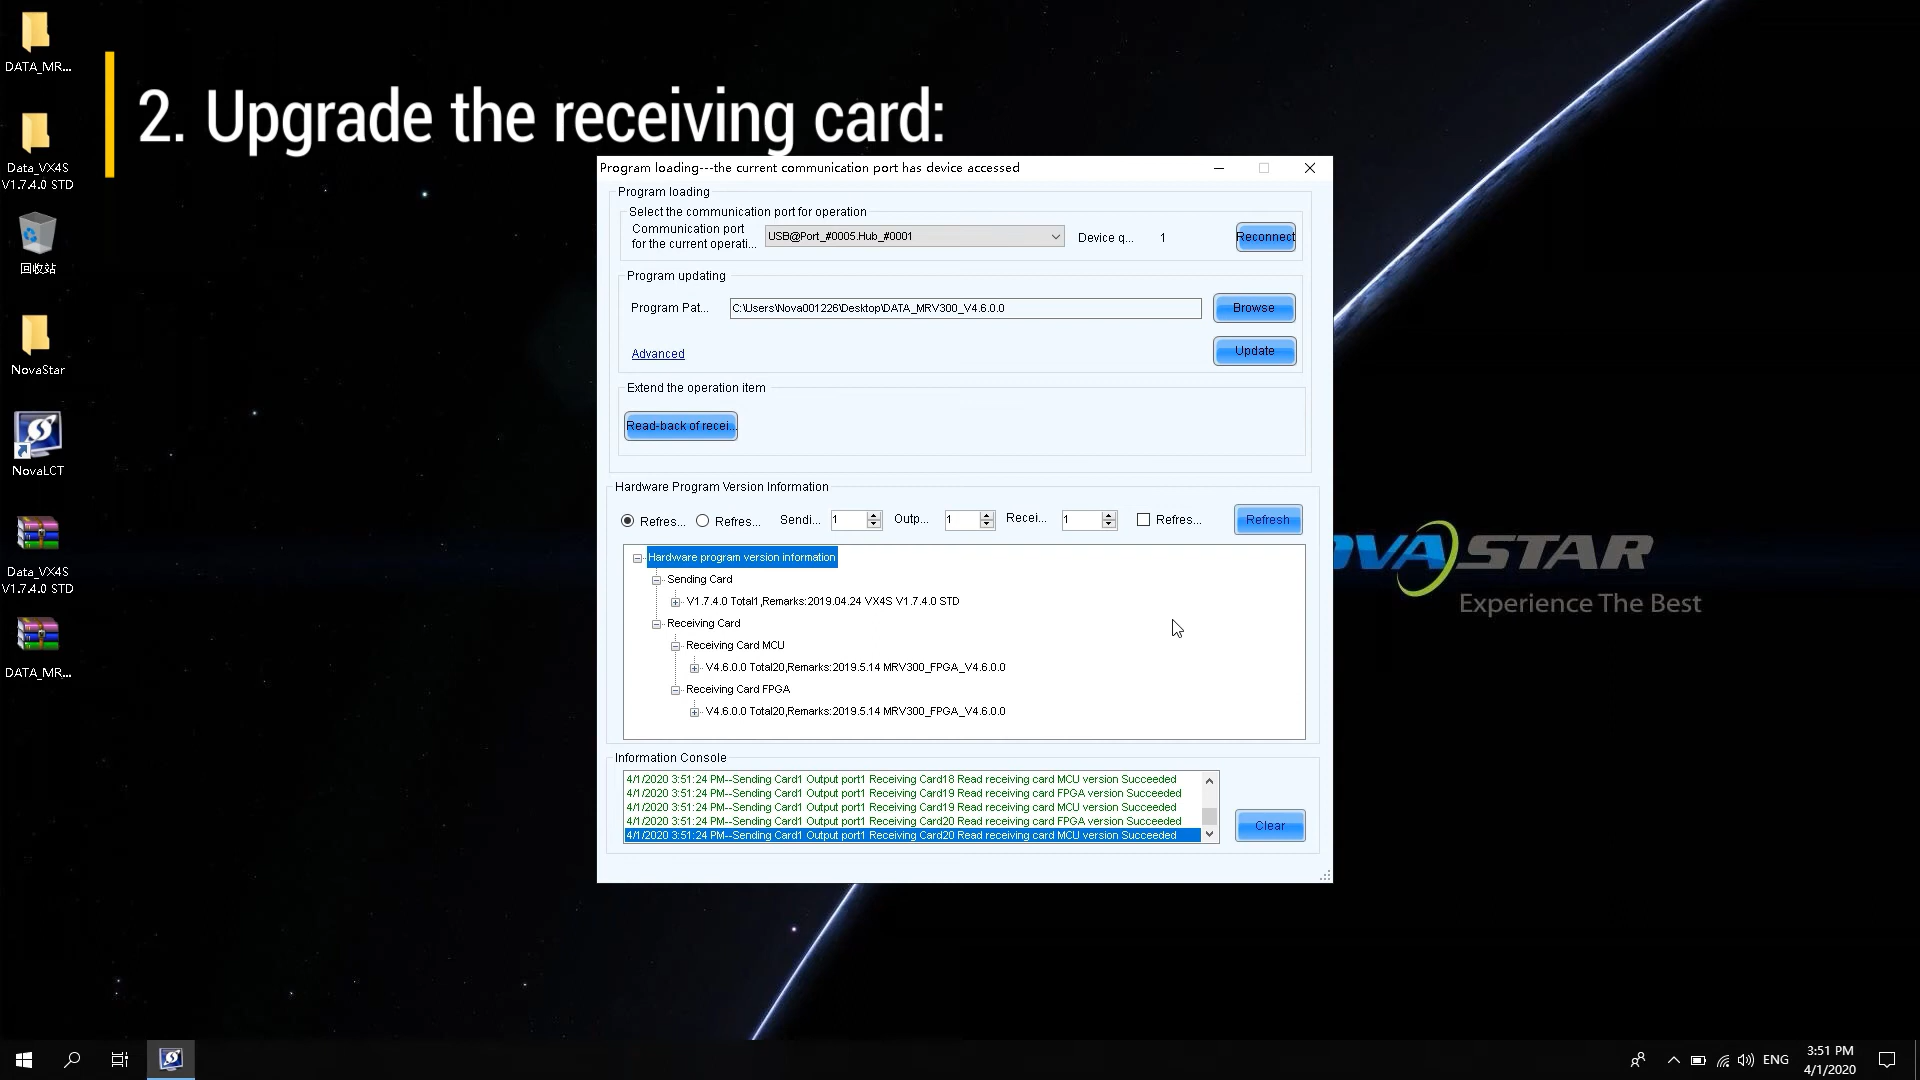 2. Upgrade the receiving card:
DATA_MR...
Data_VX4S
V1.7.4.0 STD
回收站
NovaStar
NovaLCT
Data_VX4S
V1.7.4.0 STD
DATA_MR...
Program loading---the current communication port has device accessed
Program loading
Select the communication port for operation
Communication port
for the current operati...
USB@Port_#0005.Hub_#0001
Device q... 1
Reconnect
Program updating
Program Pat... C:\Users\Nova001226\Desktop\DATA_MRV300_V4.6.0.0
Browse
Advanced
Update
Extend the operation item
Read-back of recei...
Hardware Program Version Information
Refres... Refres... Sendi... 1 Outp... 1 Recei... 1 Refres... Refresh
Hardware program version information
Sending Card
V1.7.4.0 Total1,Remarks:2019.04.24 VX4S V1.7.4.0 STD
Receiving Card
Receiving Card MCU
V4.6.0.0 Total20,Remarks:2019.5.14 MRV300_FPGA_V4.6.0.0
Receiving Card FPGA
V4.6.0.0 Total20,Remarks:2019.5.14 MRV300_FPGA_V4.6.0.0
Information Console
4/1/2020 3:51:24 PM--Sending Card1 Output port1 Receiving Card18 Read receiving card MCU version Succeeded
4/1/2020 3:51:24 PM--Sending Card1 Output port1 Receiving Card19 Read receiving card FPGA version Succeeded
4/1/2020 3:51:24 PM--Sending Card1 Output port1 Receiving Card19 Read receiving card MCU version Succeeded
4/1/2020 3:51:24 PM--Sending Card1 Output port1 Receiving Card20 Read receiving card FPGA version Succeeded
4/1/2020 3:51:24 PM--Sending Card1 Output port1 Receiving Card20 Read receiving card MCU version Succeeded
Clear
OVASTAR
Experience The Best
ENG
3:51 PM
4/1/2020